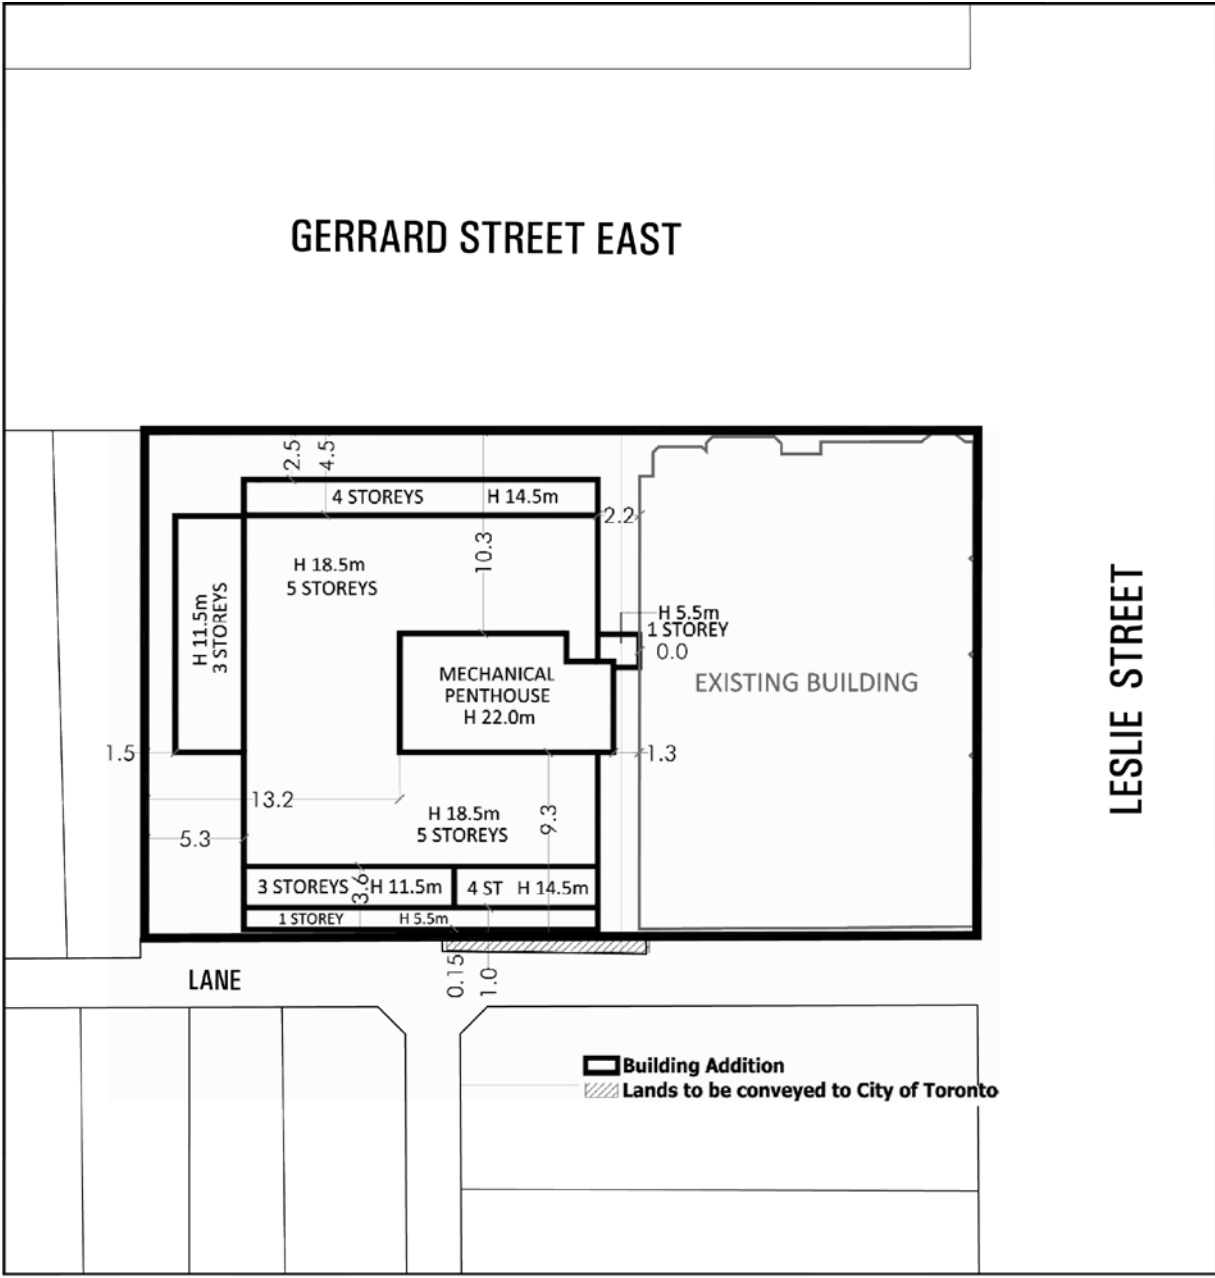 GERRARD STREET EAST
2.5
4.5
4 STOREYS H 14.5m
2.2
10.3
H 18.5m
5 STOREYS
H 11.5m
3 STOREYS
H 5.5m
1 STOREY
0.0
MECHANICAL
PENTHOUSE
H 22.0m
EXISTING BUILDING
LESLIE STREET
1.5
1.3
13.2
H 18.5m
5 STOREYS
9.3
5.3
3 STOREYS H 11.5m
3.6
4 ST H 14.5m
1 STOREY H 5.5m
0.15
1.0
LANE
Building Addition
Lands to be conveyed to City of Toronto